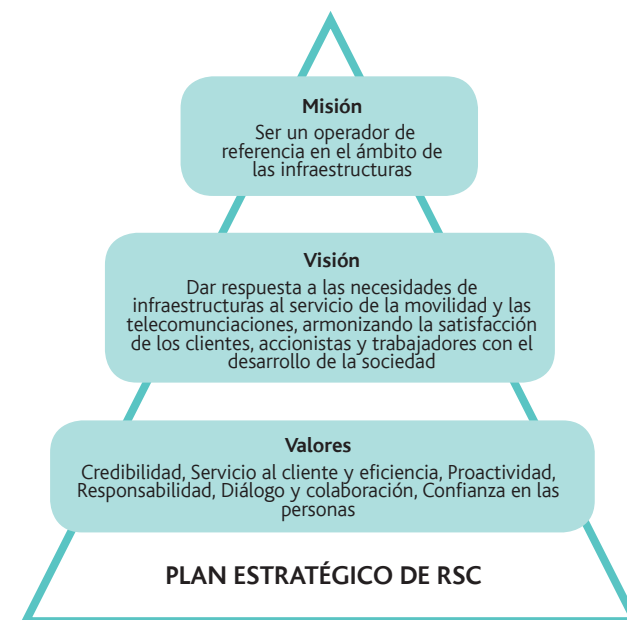 Misión
Ser un operador de
referencia en el ámbito de
las infraestructuras
Visión
Dar respuesta a las necesidades de
infraestructuras al servicio de la movilidad y las
telecomunciaciones, armonizando la satisfacción
de los clientes, accionistas y trabajadores con el
desarrollo de la sociedad
Valores
Credibilidad, Servicio al cliente y eficiencia, Proactividad,
Responsabilidad, Diálogo y colaboración, Confianza en las
personas
PLAN ESTRATÉGICO DE RSC